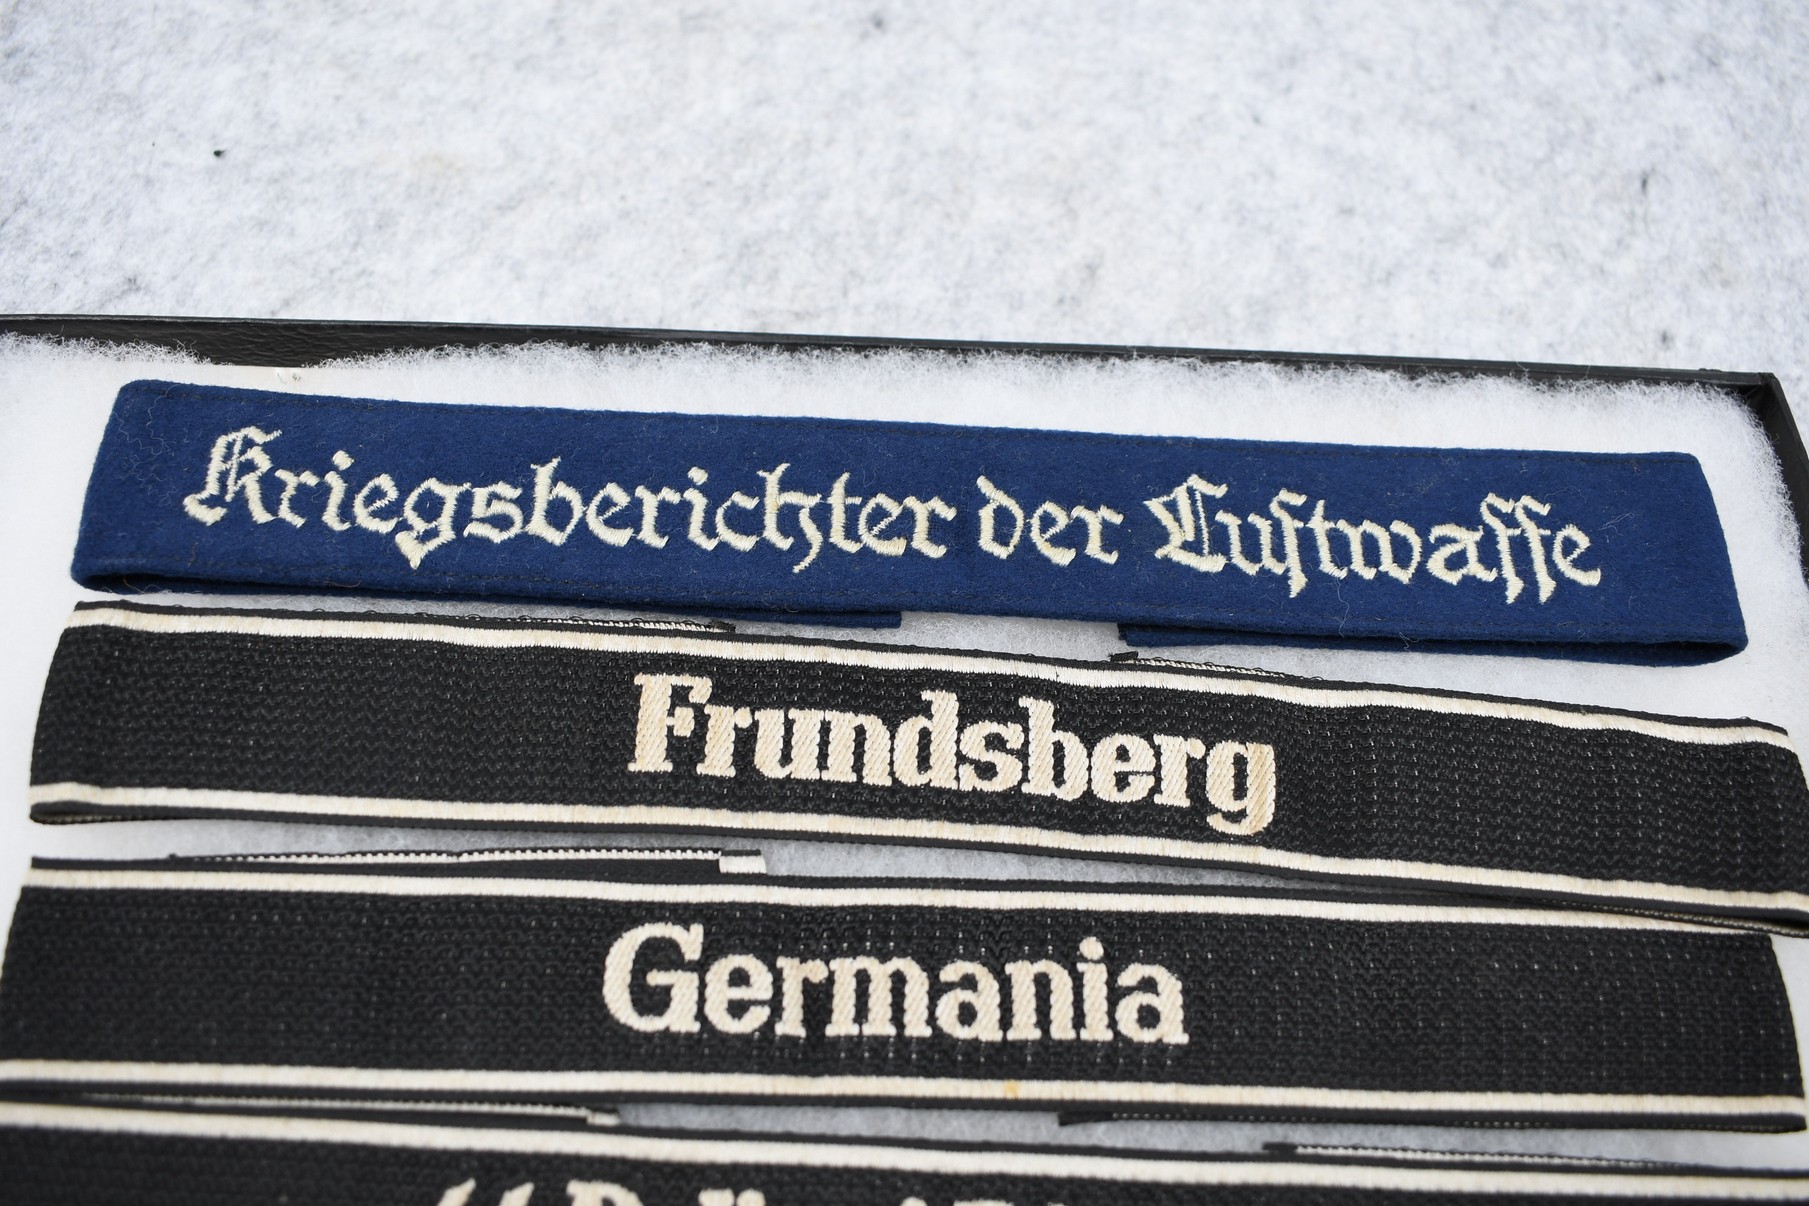 Kriegsberichter der Luftwaffe
Frundsberg
Germania